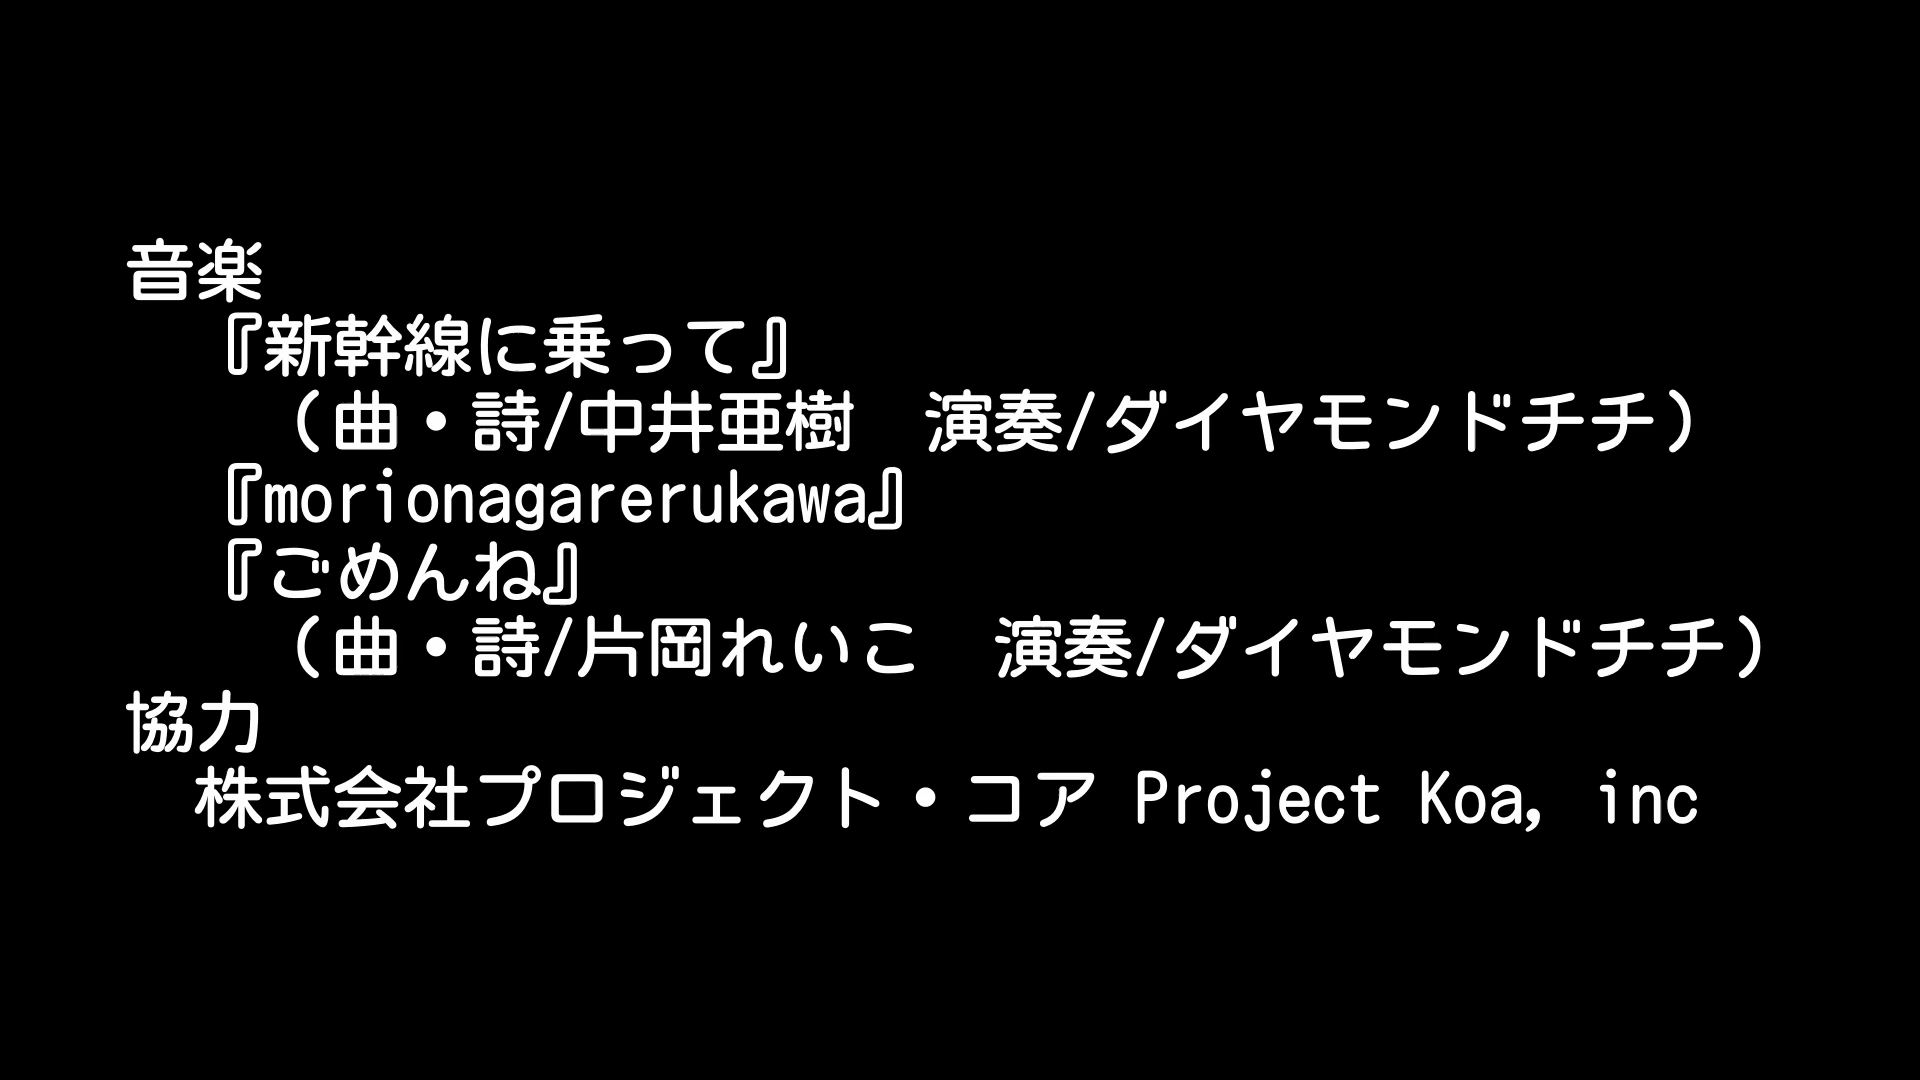 音楽
『新幹線に乗って』
（曲・詩/中井亜樹　演奏/ダイヤモンドチチ）
『morionagarerukawa』
『ごめんね』
（曲・詩/片岡れいこ　演奏/ダイヤモンドチチ）
協力
株式会社プロジェクト・コア Project Koa, inc